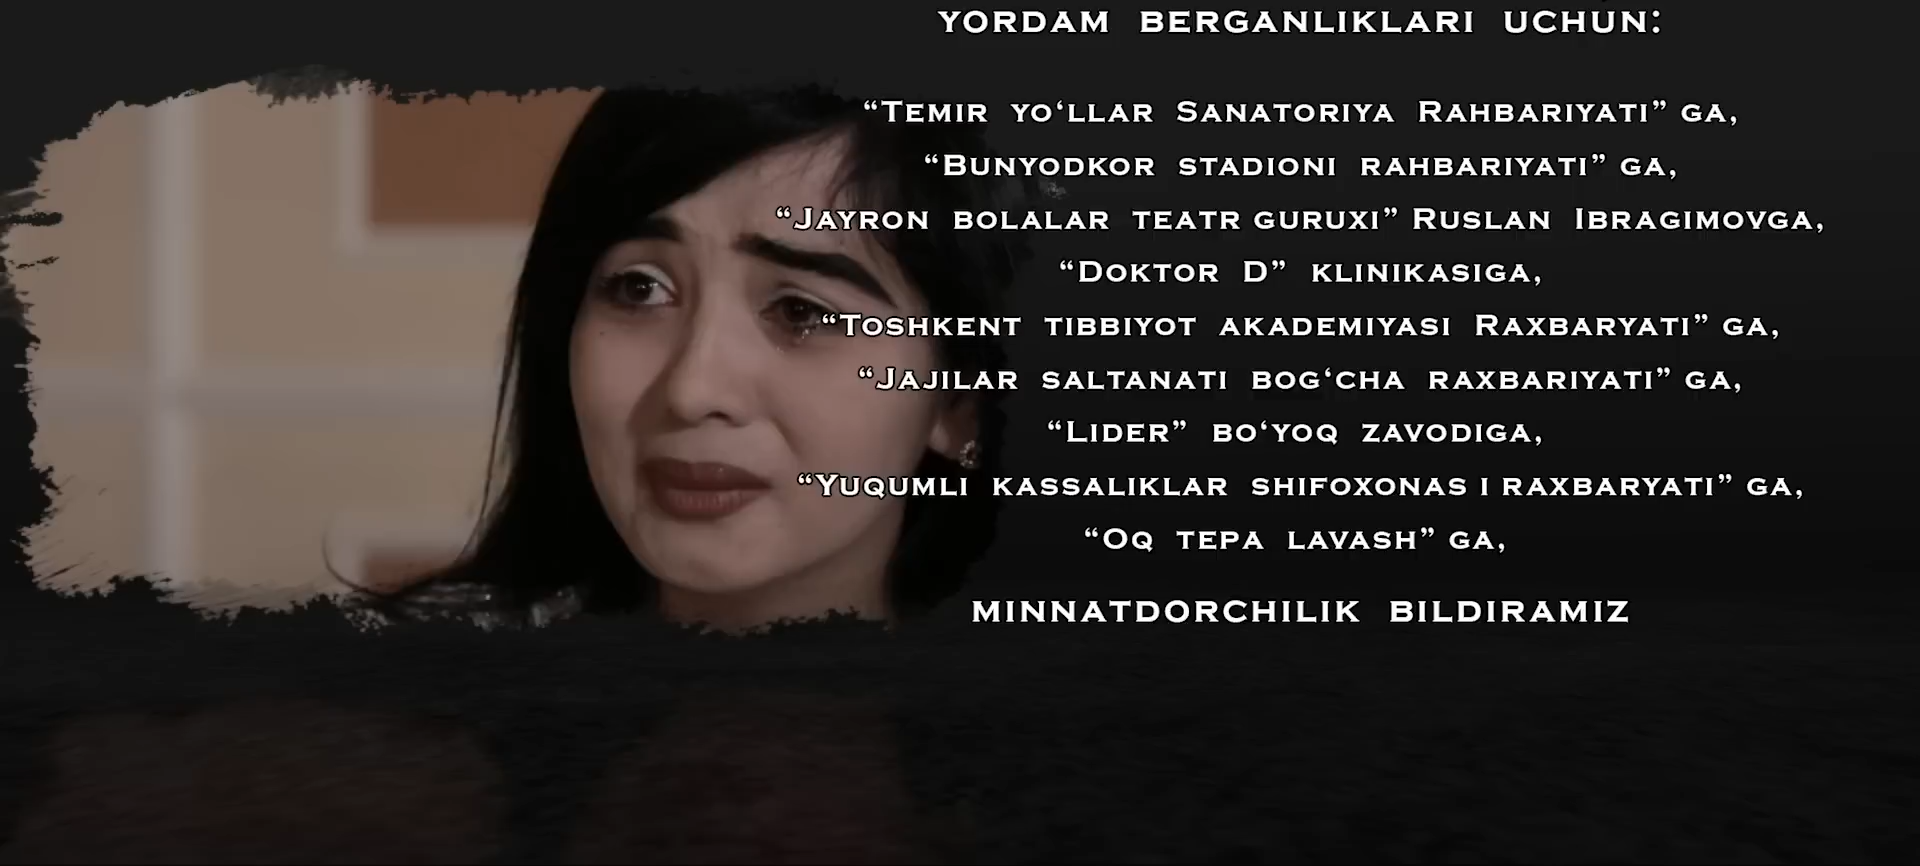 YORDAM BERGANLIKLARI UCHUN:
“TEMIR YO‘LLAR SANATORIYA RAHBARIYATI” GA,
“BUNYODKOR STADIONI RAHBARIYATI” GA,
“JAYRON BOLALAR TEATR GURUXI” RUSLAN IBRAGIMOVGA,
“DOKTOR D” KLINIKASIGA,
“TOSHKENT TIBBIYOT AKADEMIYASI RAXBARYATI” GA,
“JAJILAR SALTANATI BOG‘CHA RAXBARIYATI” GA,
“LIDER” BO‘YOQ ZAVODIGA,
“YUQUMLI KASSALIKLAR SHIFOXONAS I RAXBARYATI” GA,
“OQ TEPA LAVASH” GA,
MINNATDORCHILIK BILDIRAMIZ